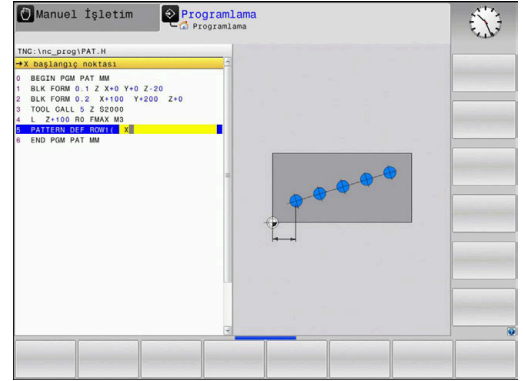 Manuel İşletim
Programlama
Programlama
TNC:\nc_prog\PAT.H
→X başlangıç noktası
0 BEGIN PGM PAT MM
1 BLK FORM 0.1 Z X+0 Y+0 Z-20
2 BLK FORM 0.2 X+100 Y+200 Z+0
3 TOOL CALL 5 Z S2000
4 L Z+100 R0 FMAX M3
5 PATTERN DEF ROW1( X
6 END PGM PAT MM